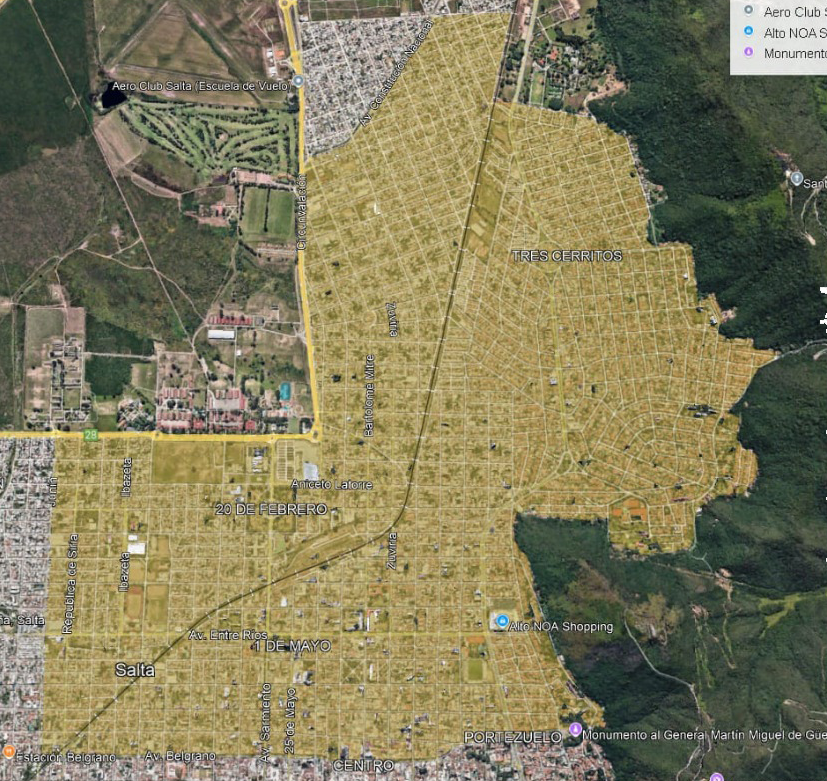 Aero Club S
Alto NOA S
Monumento
Aero Club Salta (Escuela de Vuelo)
Av. Constitución Nacional
Sant
Circunvalación
TRES CERRITOS
Zuviría
Bartolomé Mitre
28
Junín
Ibazeta
Aniceto Latorre
20 DE FEBRERO
Zuviría
República de Siria
Ibazeta
a, Salta
Alto NOA Shopping
Av. Entre Ríos
1 DE MAYO
Salta
Av. Sarmiento
25 de Mayo
PORTEZUELO
Monumento al General Martín Miguel de Gue
Estación Belgrano
Av. Belgrano
CENTRO